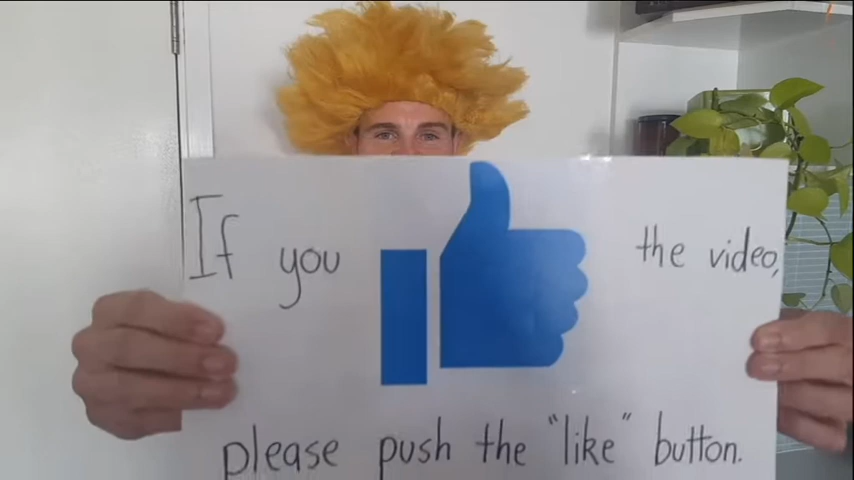 If you the video,
please push the "like" button.